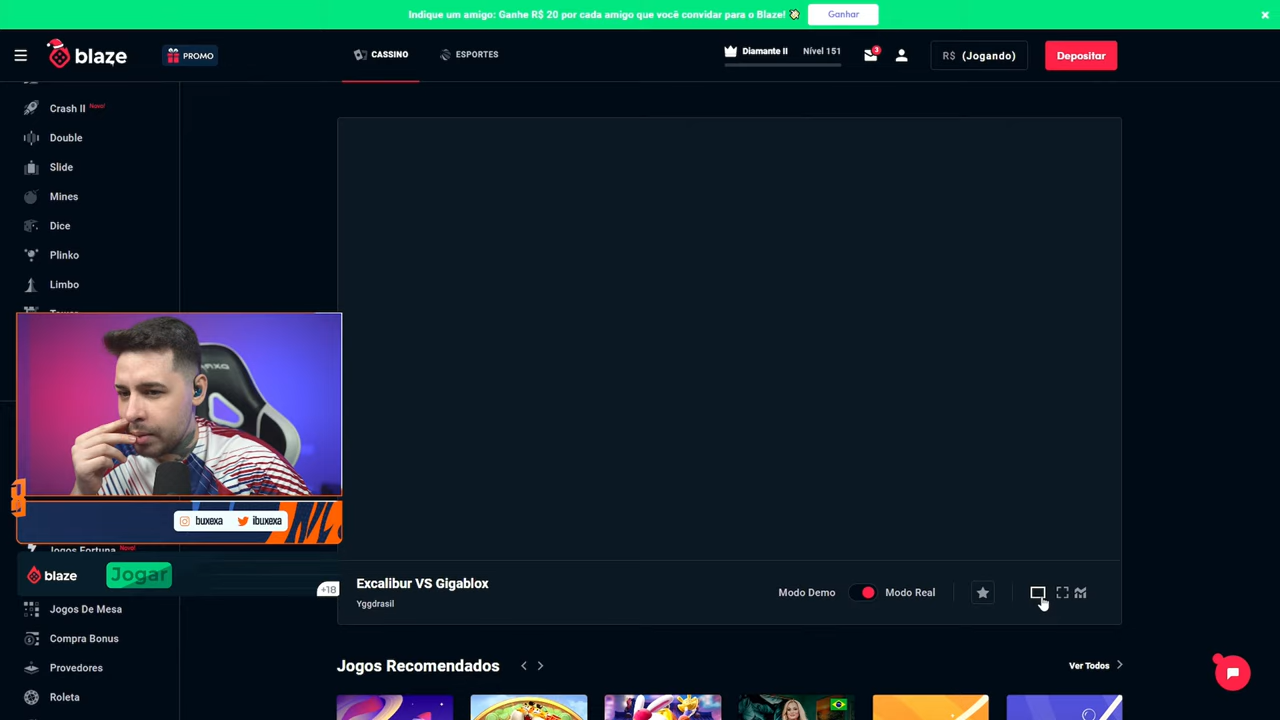 Indique um amigo: Ganhe R$ 20 por cada amigo que você convidar para o Blaze!
Ganhar
blaze
PROMO
CASSINO
ESPORTES
Diamante II
Nível 151
3
R$ (Jogando)
Depositar
Crash II Novo!
Double
Slide
Mines
Dice
Plinko
Limbo
buxexa
ibuxexa
Jogos Fortuna Novo!
blaze
Jogar
+18
Jogos De Mesa
Compra Bonus
Provedores
Roleta
Excalibur VS Gigablox
Yggdrasil
Modo Demo
Modo Real
Jogos Recomendados
Ver Todos